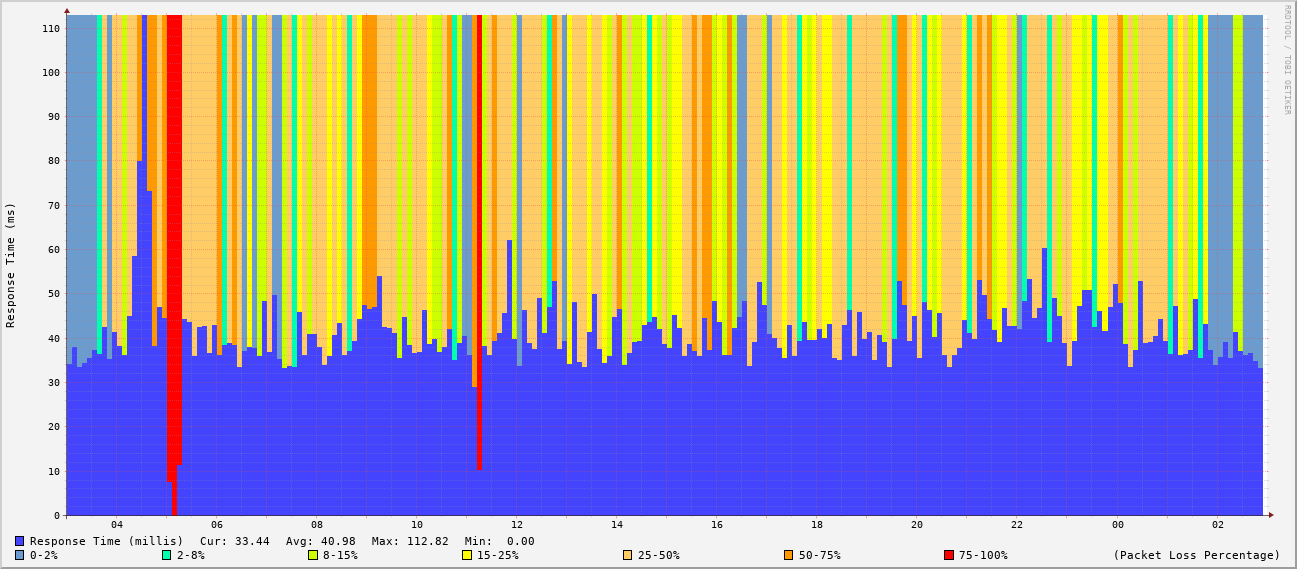 RRDTOOL / TOBI OETIKER
Response Time (ms)
110
100
90
80
70
60
50
40
30
20
10
0
04 06 08 10 12 14 16 18 20 22 00 02
Response Time (millis) Cur: 33.44 Avg: 40.98 Max: 112.82 Min: 0.00
0-2% 2-8% 8-15% 15-25% 25-50% 50-75% 75-100% (Packet Loss Percentage)